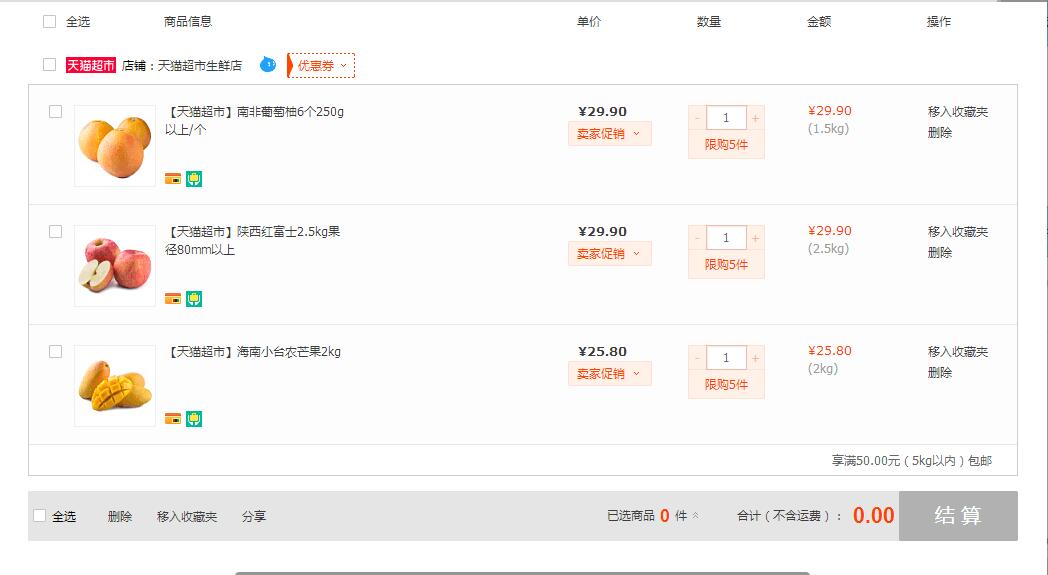 全选 商品信息 单价 数量 金额 操作
天猫超市 店铺：天猫超市生鲜店 优惠券
【天猫超市】南非葡萄柚6个250g
以上/个
¥29.90
卖家促销
- 1 +
限购5件
¥29.90
(1.5kg)
移入收藏夹
删除
【天猫超市】陕西红富士2.5kg果
径80mm以上
¥29.90
卖家促销
- 1 +
限购5件
¥29.90
(2.5kg)
移入收藏夹
删除
【天猫超市】海南小台农芒果2kg
¥25.80
卖家促销
- 1 +
限购5件
¥25.80
(2kg)
移入收藏夹
删除
享满50.00元（5kg以内）包邮
全选 删除 移入收藏夹 分享 已选商品 0 件 合计（不含运费）： 0.00 结算